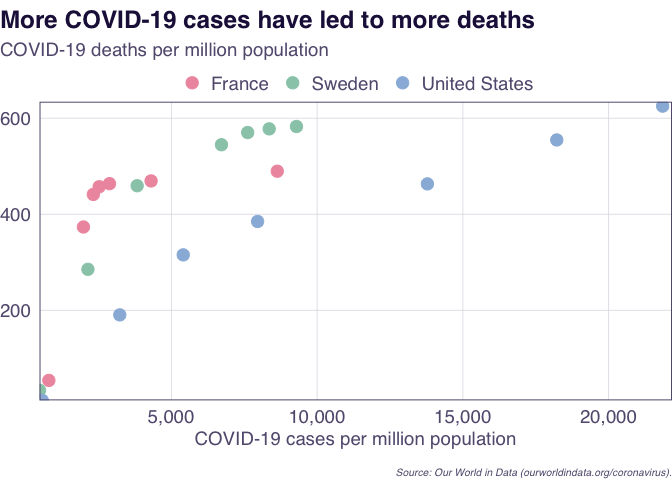 More COVID-19 cases have led to more deaths
COVID-19 deaths per million population
France Sweden United States
600
400
200
5,000 10,000 15,000 20,000
COVID-19 cases per million population
Source: Our World in Data (ourworldindata.org/coronavirus).